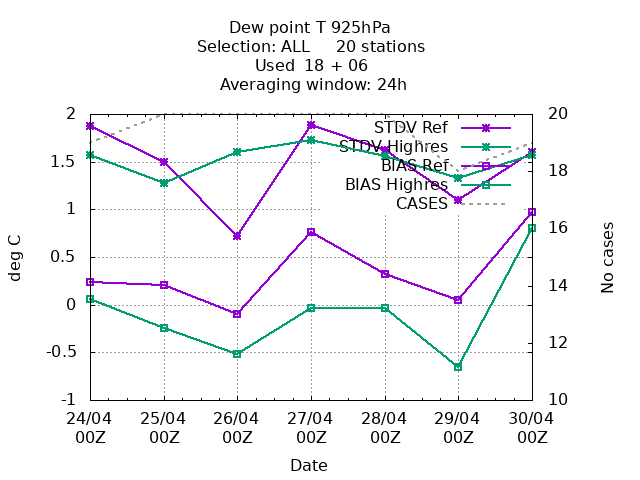 Dew point T 925hPa
Selection: ALL     20 stations
Used  18 + 06
Averaging window: 24h
STDV Ref
STDV Highres
BIAS Ref
BIAS Highres
CASES
2
1.5
1
0.5
0
-0.5
-1
20
18
16
14
12
10
deg C
No cases
24/04 25/04 26/04 27/04 28/04 29/04 30/04
00Z 00Z 00Z 00Z 00Z 00Z 00Z
Date